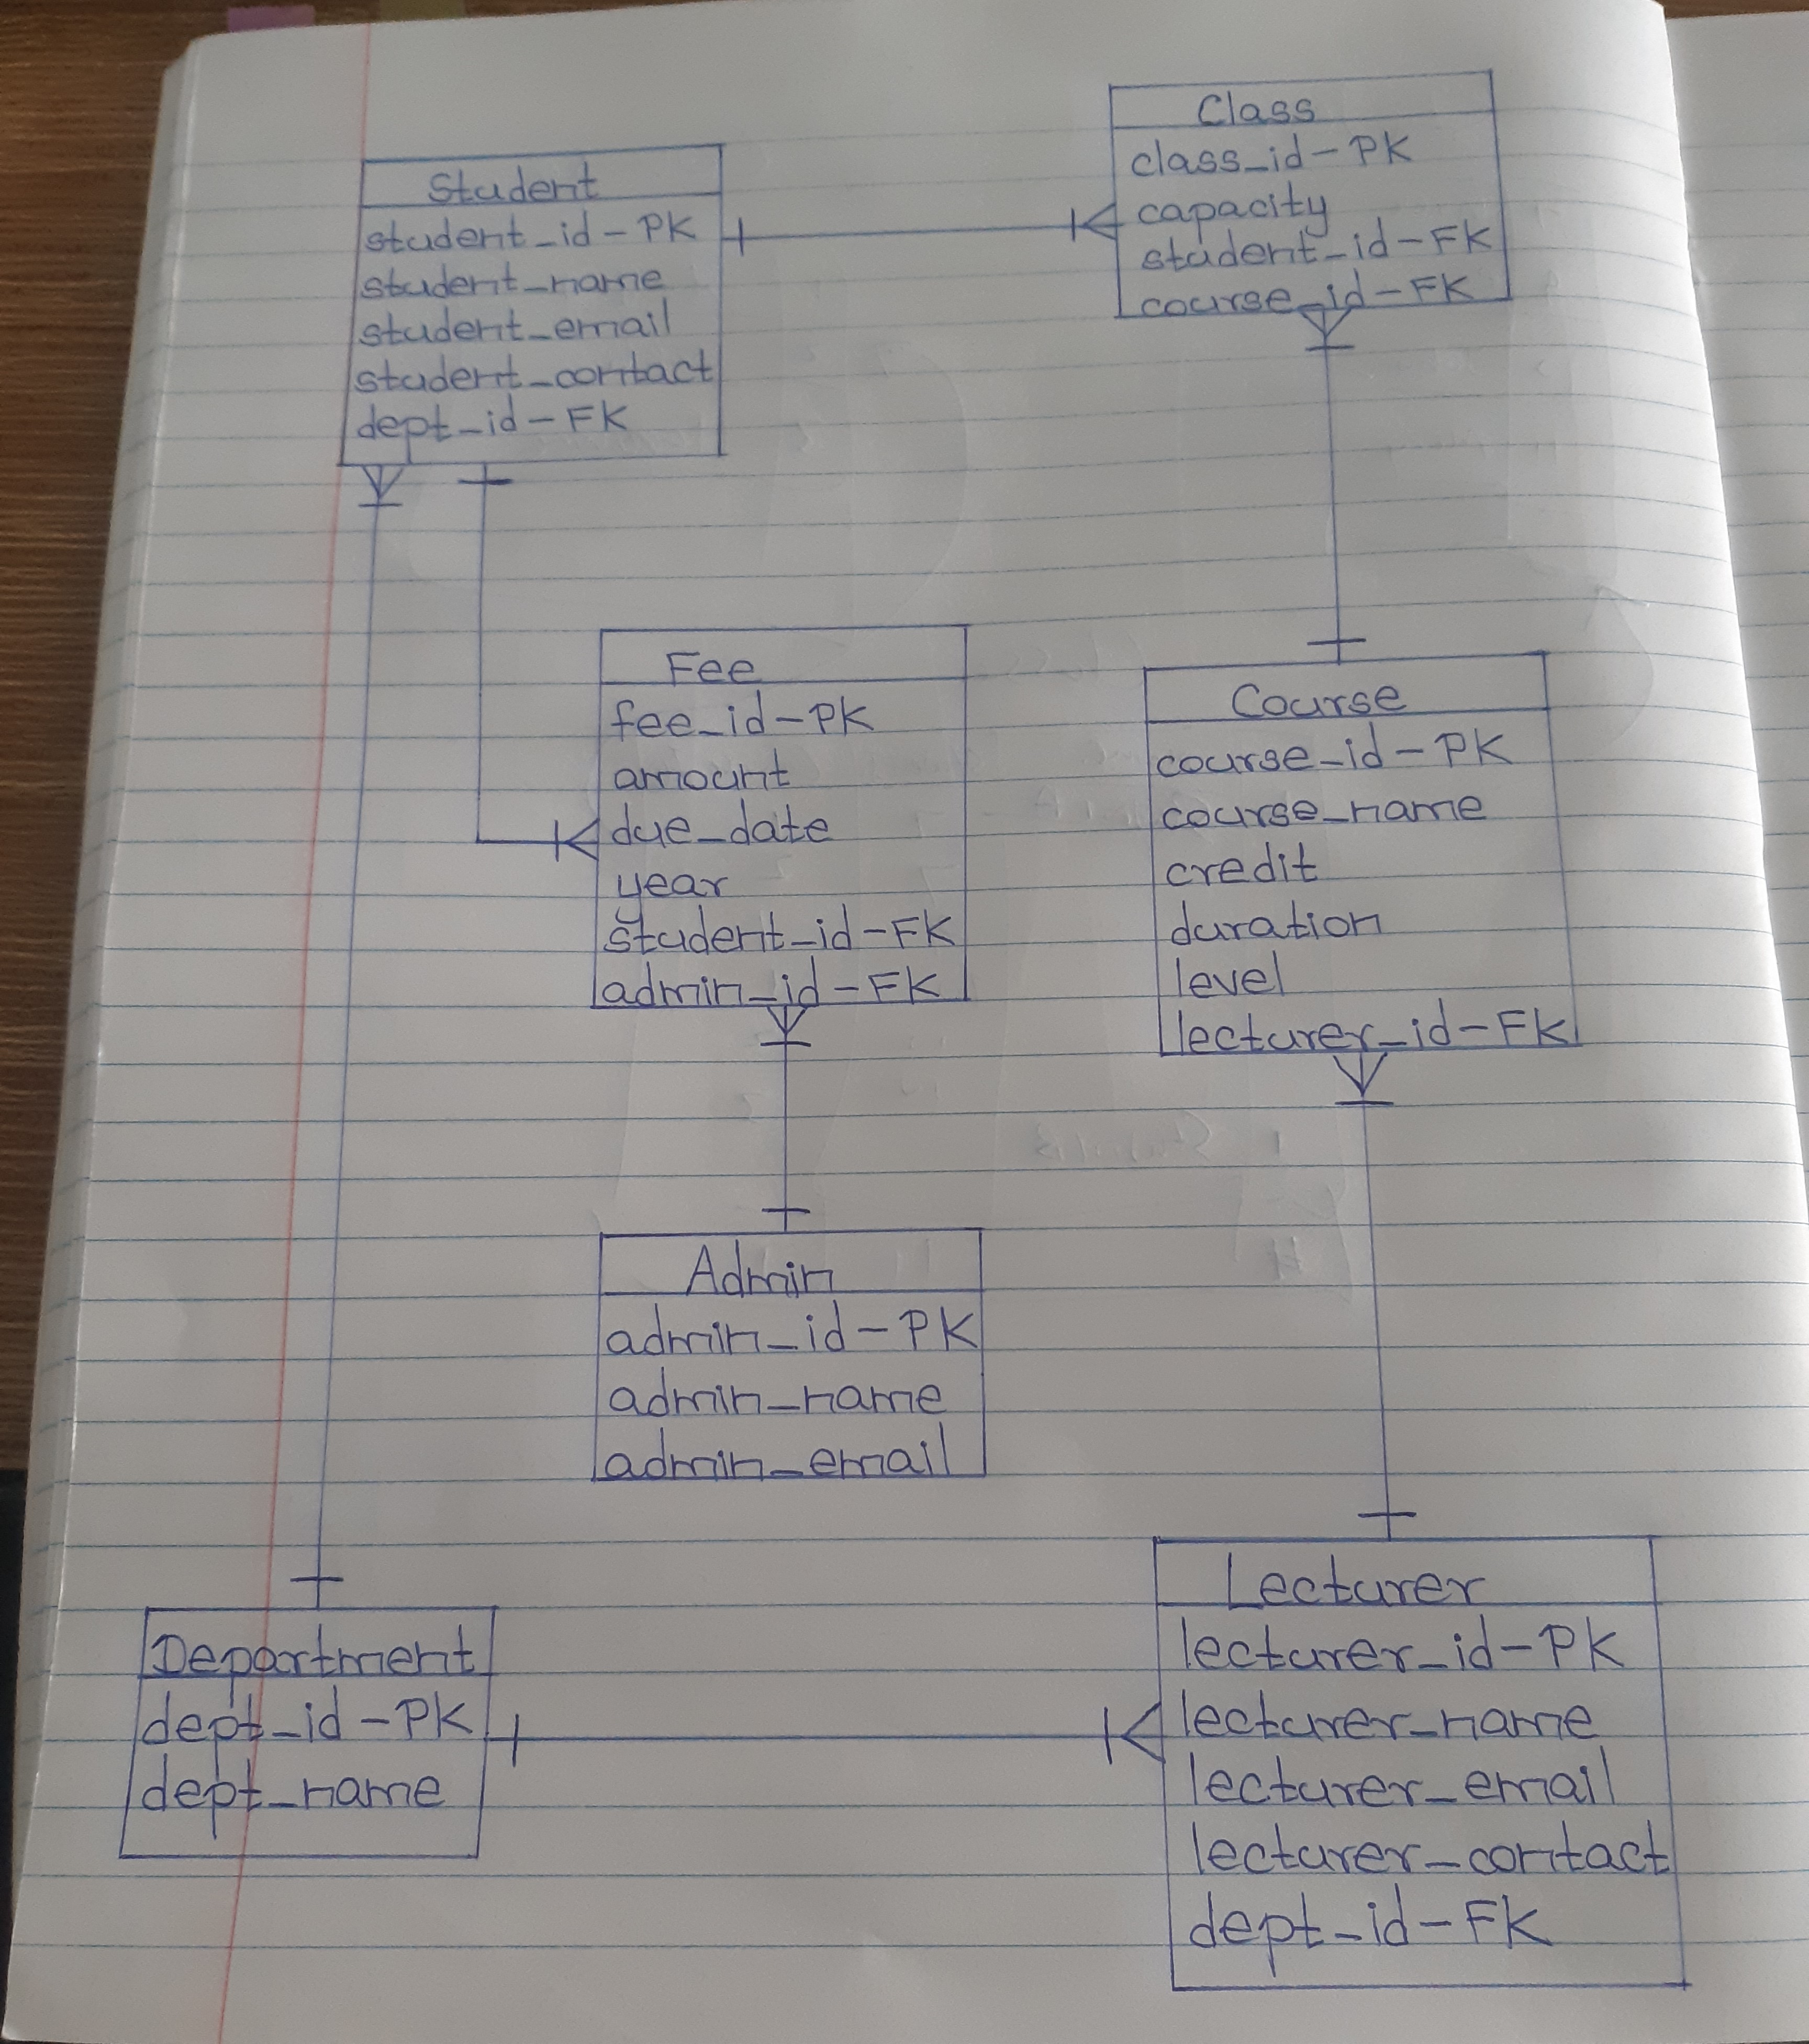 Class
class_id - PK
capacity
student_id - FK
course_id - FK
Student
student_id - PK
student_name
student_email
student_contact
dept_id - FK
Fee
fee_id - PK
amount
due_date
year
student_id - FK
admin_id - FK
Course
course_id - PK
course_name
credit
duration
level
lecturer_id - FK
Admin
admin_id - PK
admin_name
admin_email
Department
dept_id - PK
dept_name
Lecturer
lecturer_id - PK
lecturer_name
lecturer_email
lecturer_contact
dept_id - FK